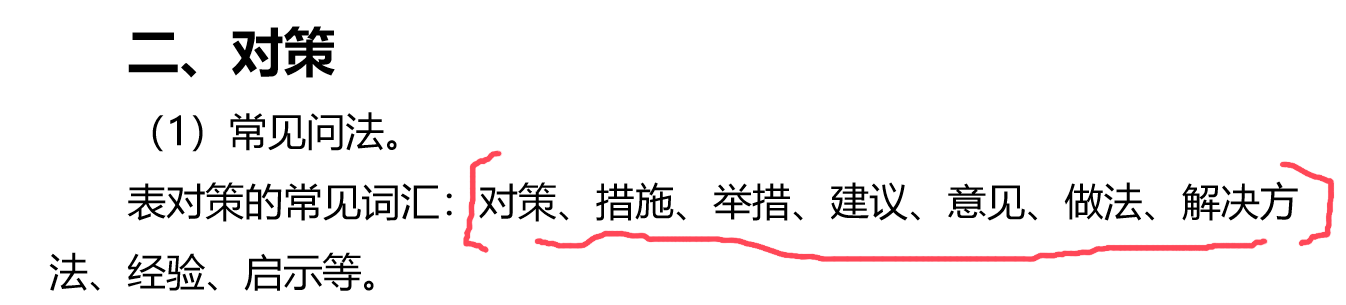 二、对策
（1）常见问法。
表对策的常见词汇：对策、措施、举措、建议、意见、做法、解决方
法、经验、启示等。